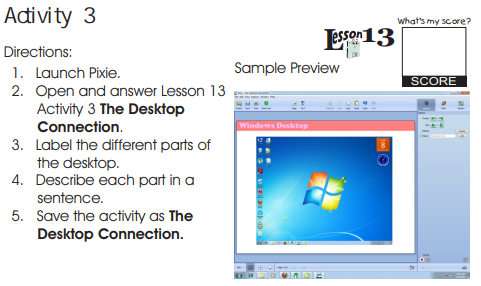 Activity 3
Lesson 13
What's my score?
SCORE
Directions:
1. Launch Pixie.
2. Open and answer Lesson 13
Activity 3 The Desktop
Connection.
3. Label the different parts of
the desktop.
4. Describe each part in a
sentence.
5. Save the activity as The
Desktop Connection.
Sample Preview
Windows Desktop